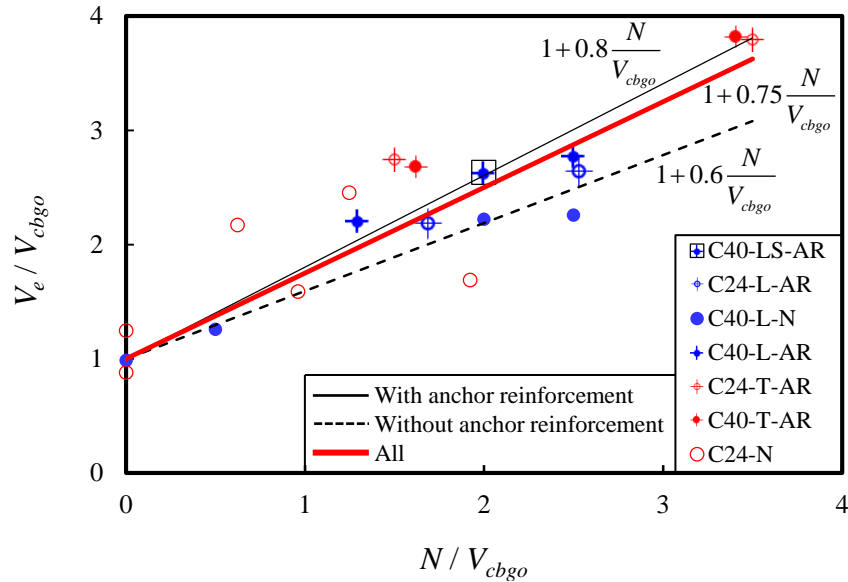 4
1+0.8 N/V_cbgo
1+0.75 N/V_cbgo
3
1+0.6 N/V_cbgo
V_e / V_cbgo
2
C40-LS-AR
C24-L-AR
C40-L-N
1
C40-L-AR
With anchor reinforcement
C24-T-AR
Without anchor reinforcement
C40-T-AR
All
C24-N
0
0 1 2 3 4
N / V_cbgo